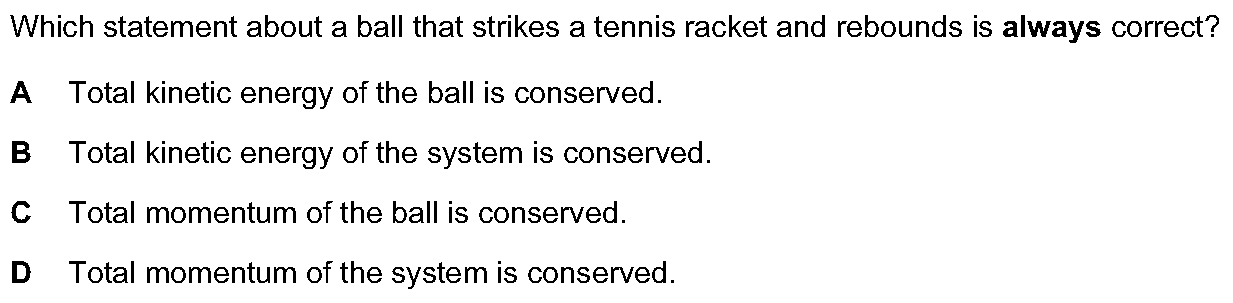 Which statement about a ball that strikes a tennis racket and rebounds is always correct?
A Total kinetic energy of the ball is conserved.
B Total kinetic energy of the system is conserved.
C Total momentum of the ball is conserved.
D Total momentum of the system is conserved.